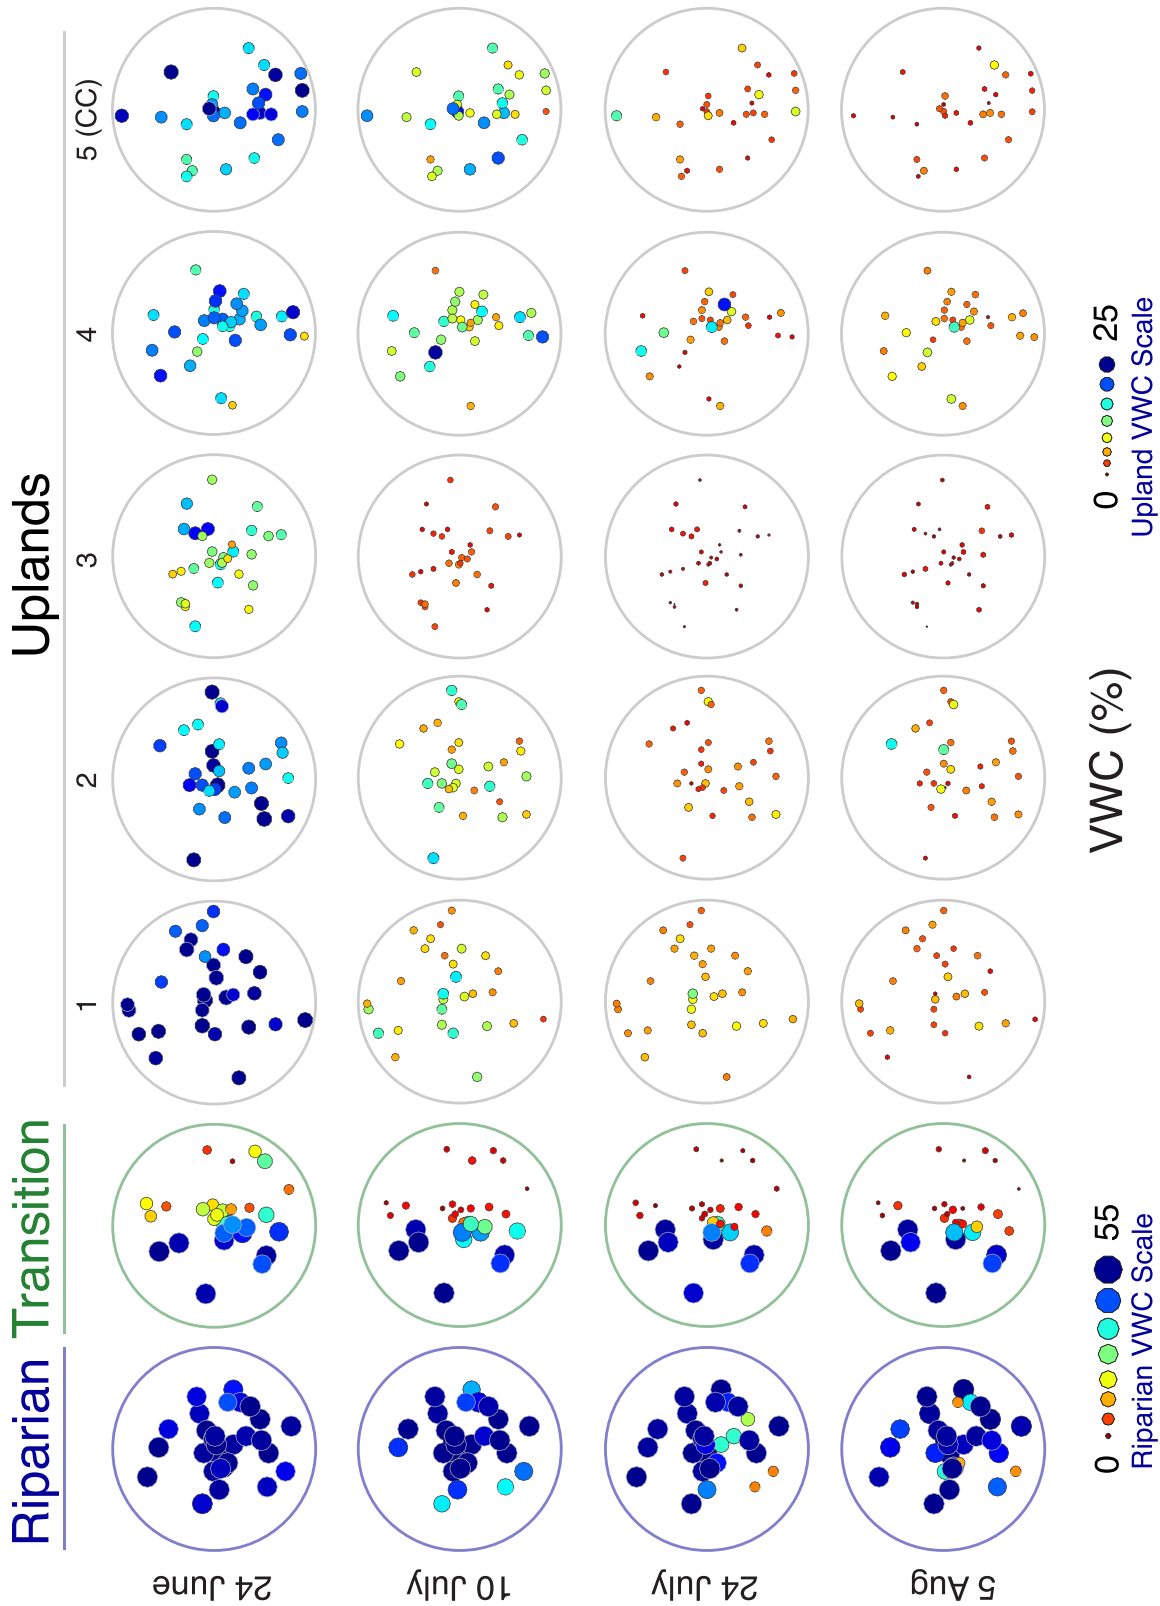 Riparian Transition Uplands
1 2 3 4 5 (CC)
24 June
10 July
24 July
5 Aug
VWC (%)
0 55
Riparian VWC Scale
0 25
Upland VWC Scale